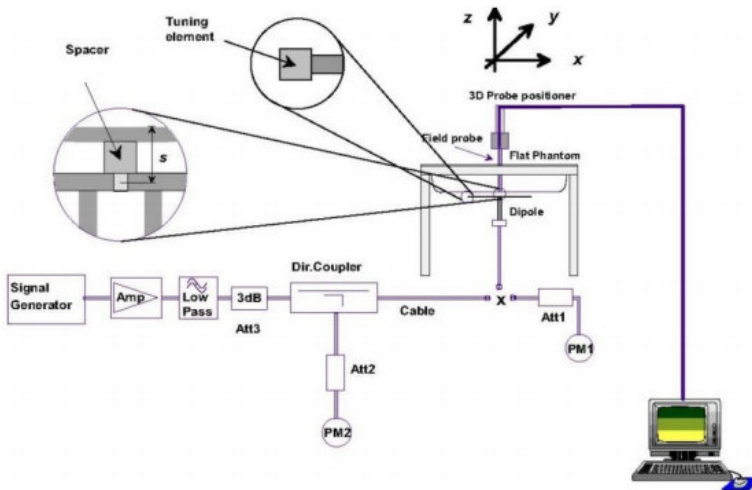 Tuning
element
Spacer
s
z
y
x
3D Probe positioner
Field probe
Flat Phantom
Dipole
Signal
Generator
Amp
Low
Pass
3dB
Att3
Dir.Coupler
Cable
x
Att1
PM1
Att2
PM2